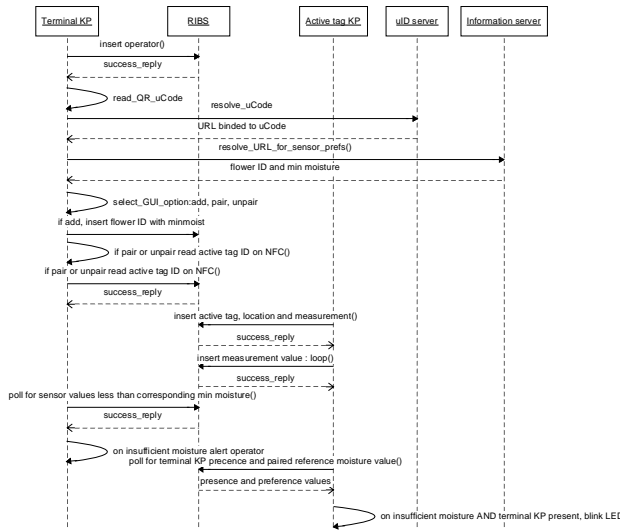 Terminal KP
RIBS
Active tag KP
uID server
Information server
insert operator()
success_reply
read_QR_uCode
resolve_uCode
URL binded to uCode
resolve_URL_for_sensor_prefs()
flower ID and min moisture
select_GUI_option:add, pair, unpair
if add, insert flower ID with minmoist
if pair or unpair read active tag ID on NFC()
if pair or unpair read active tag ID on NFC()
success_reply
insert active tag, location and measurement()
success_reply
insert measurement value : loop()
success_reply
poll for sensor values less than corresponding min moisture()
success_reply
on insufficient moisture alert operator
poll for terminal KP precence and paired reference moisture value()
presence and preference values
on insufficient moisture AND terminal KP present, blink LED